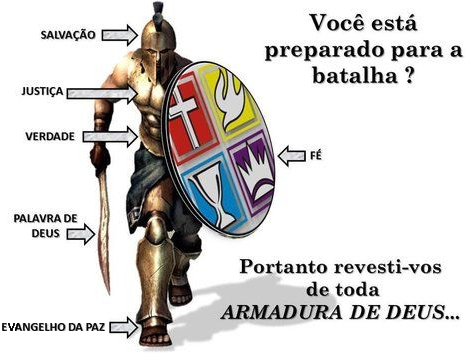 Você está
preparado para a
batalha ?
SALVAÇÃO
JUSTIÇA
VERDADE
FÉ
PALAVRA DE
DEUS
EVANGELHO DA PAZ
Portanto revesti-vos
de toda
ARMADURA DE DEUS...